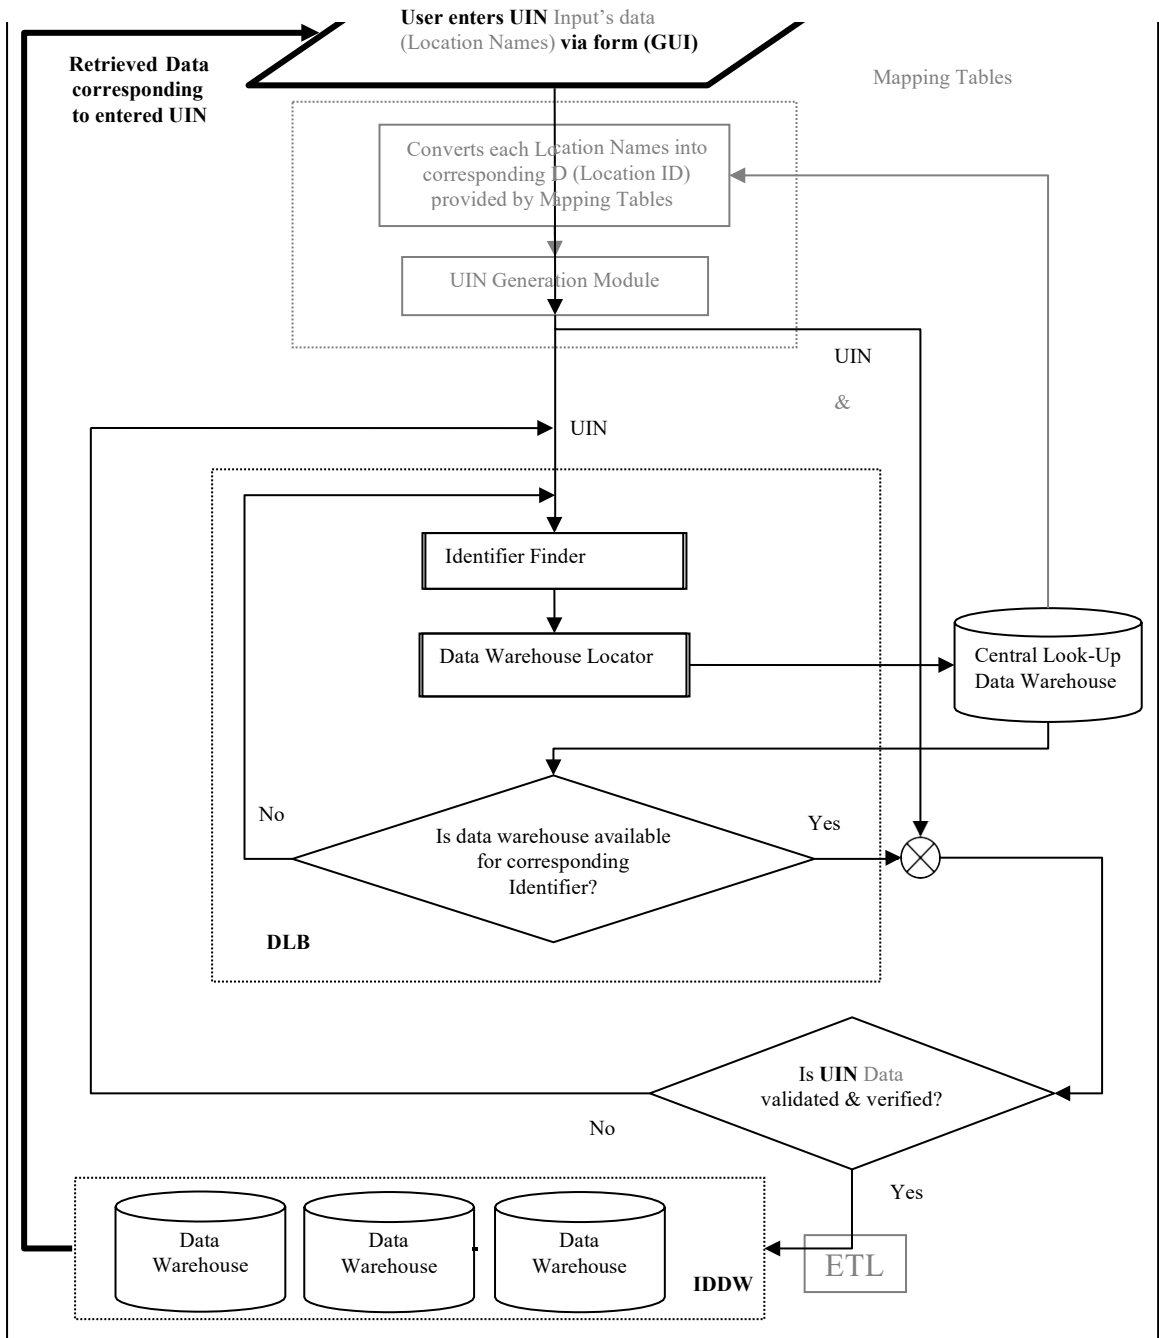 User enters UIN Input's data
(Location Names) via form (GUI)
Retrieved Data
corresponding
to entered UIN
Mapping Tables
Converts each Location Names into
corresponding D (Location ID)
provided by Mapping Tables
UIN Generation Module
UIN
&
UIN
Identifier Finder
Data Warehouse Locator
Central Look-Up
Data Warehouse
No
Yes
Is data warehouse available
for corresponding
Identifier?
DLB
Is UIN Data
validated & verified?
No
Yes
Data
Warehouse
Data
Warehouse
Data
Warehouse
IDDW
ETL